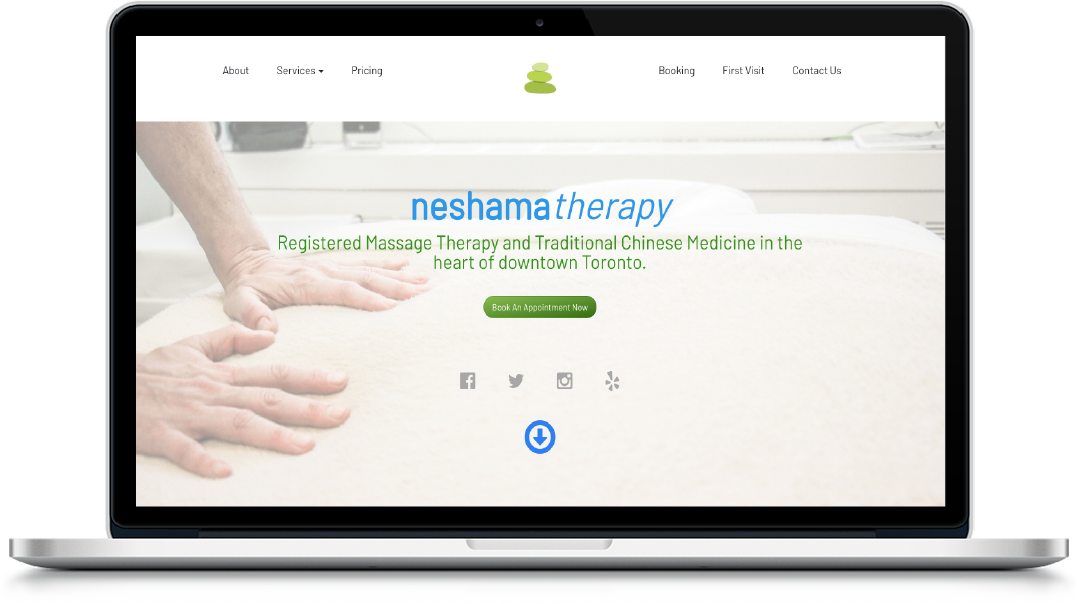 About Services Pricing Booking First Visit Contact Us
neshama therapy
Registered Massage Therapy and Traditional Chinese Medicine in the
heart of downtown Toronto.
Book An Appointment Now